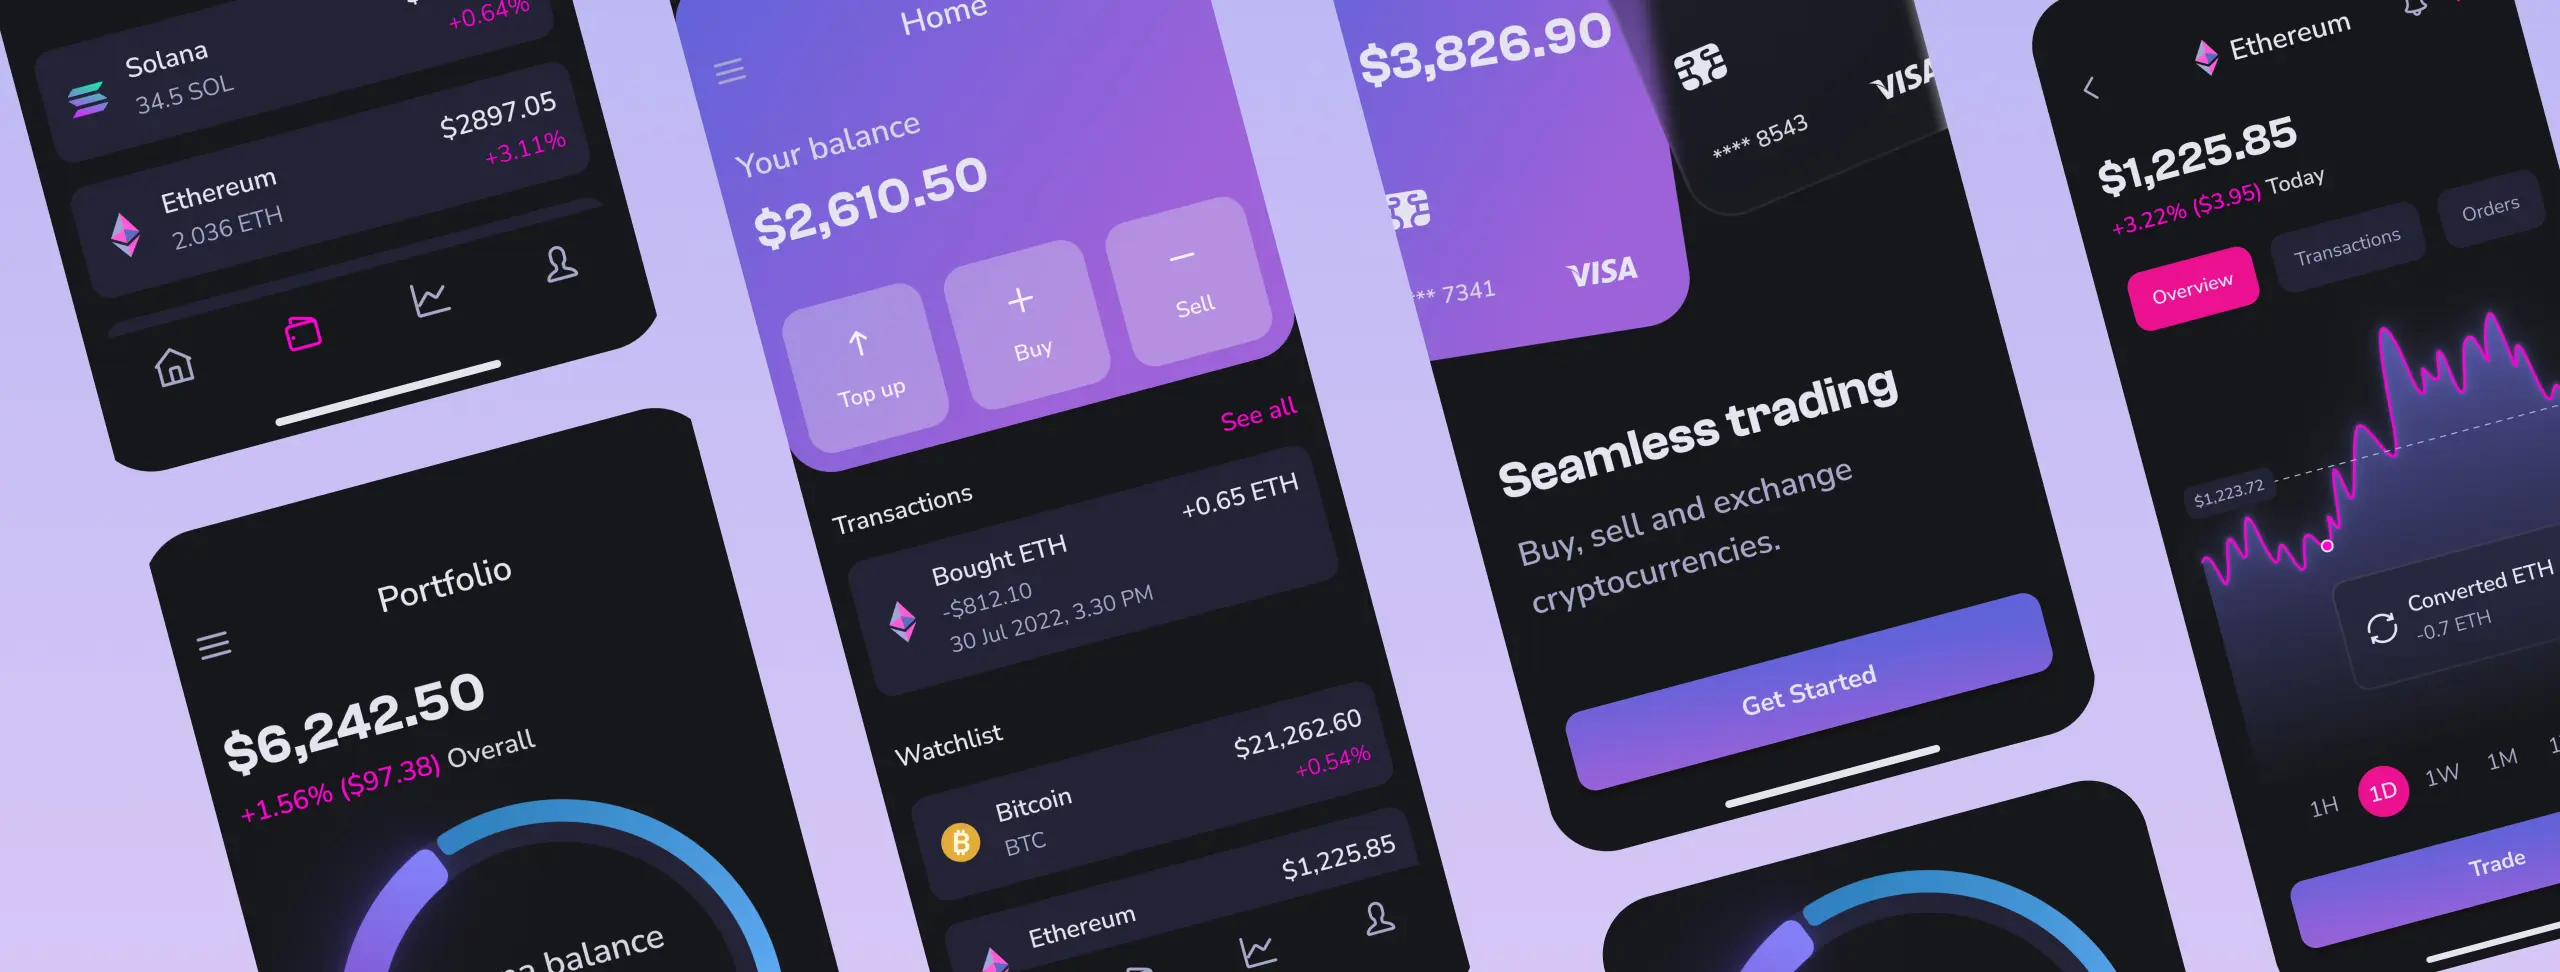 +0.64%
Solana
34.5 SOL
$2897.05
+3.11%
Ethereum
2.036 ETH
Portfolio
$6,242.50
+1.56% ($97.38) Overall
balance
Home
Your balance
$2,610.50
Top up
Buy
Sell
See all
Transactions
Bought ETH
+0.65 ETH
-$812.10
30 Jul 2022, 3.30 PM
Watchlist
Bitcoin
$21,262.60
BTC
+0.54%
Ethereum
$1,225.85
$3,826.90
*** 7341
VISA
**** 8543
VISA
Seamless trading
Buy, sell and exchange
cryptocurrencies.
Get Started
Ethereum
$1,225.85
+3.22% ($3.95) Today
Overview
Transactions
Orders
$1,223.72
Converted ETH
-0.7 ETH
1H
1D
1W
1M
Trade